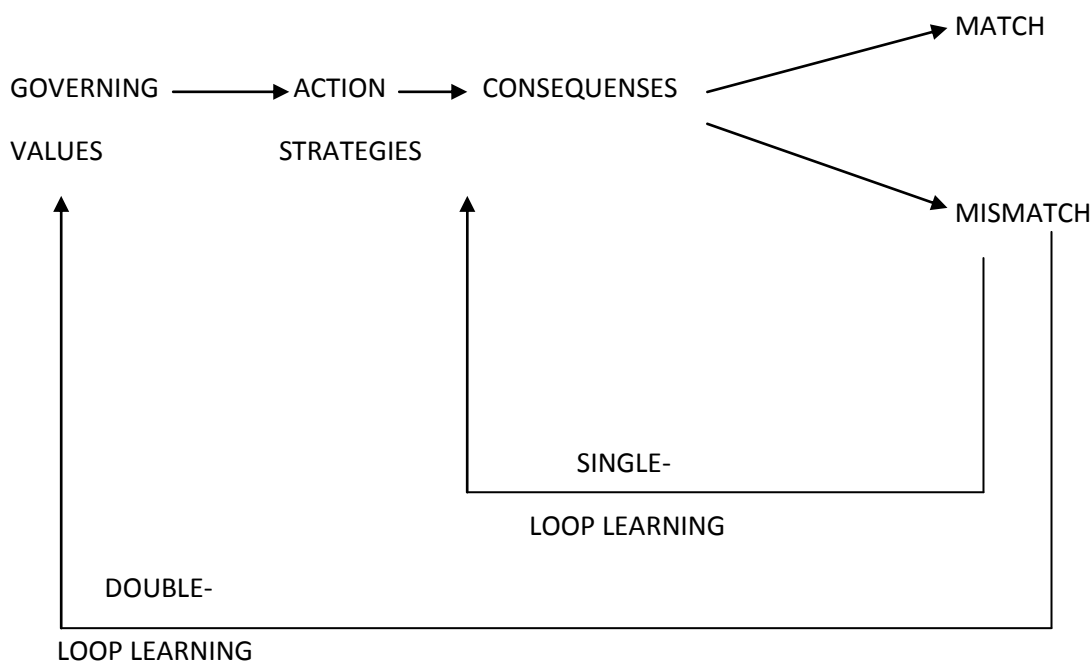 MATCH
GOVERNING ACTION CONSEQUENSES
VALUES STRATEGIES
MISMATCH
SINGLE-
LOOP LEARNING
DOUBLE-
LOOP LEARNING